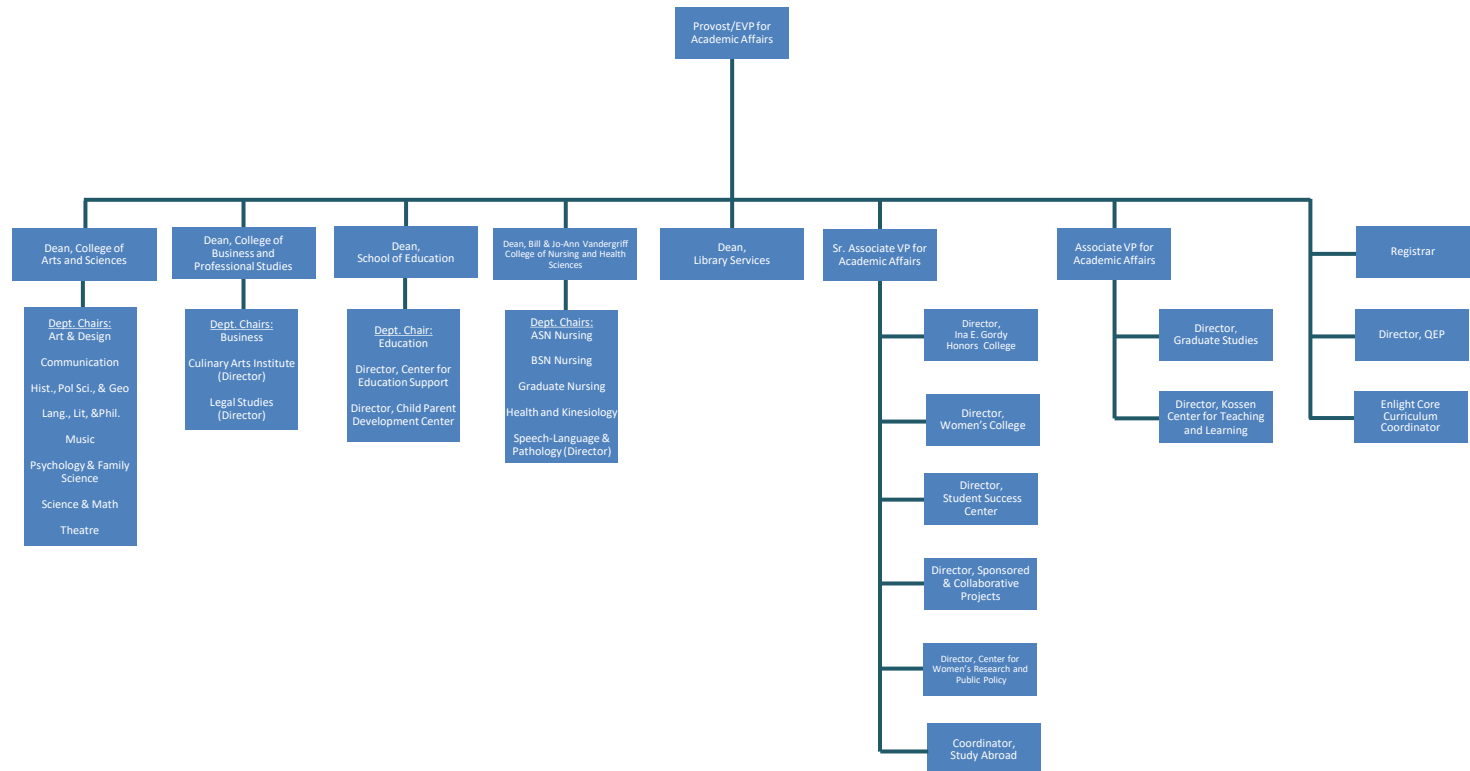 Provost/EVP for
Academic Affairs
Dean, College of
Arts and Sciences
Dean, College of
Business and
Professional Studies
Dean,
School of Education
Dean, Bill & Jo-Ann Vandergriff
College of Nursing and Health
Sciences
Dean,
Library Services
Sr. Associate VP for
Academic Affairs
Associate VP for
Academic Affairs
Registrar
Dept. Chairs:
Art & Design
Communication
Hist., Pol Sci., & Geo
Lang., Lit, &Phil.
Music
Psychology & Family
Science
Science & Math
Theatre
Dept. Chairs:
Business
Culinary Arts Institute
(Director)
Legal Studies
(Director)
Dept. Chair:
Education
Director, Center for
Education Support
Director, Child Parent
Development Center
Dept. Chairs:
ASN Nursing
BSN Nursing
Graduate Nursing
Health and Kinesiology
Speech-Language &
Pathology (Director)
Director,
Ina E. Gordy
Honors College
Director,
Women's College
Director,
Student Success
Center
Director, Sponsored
& Collaborative
Projects
Director, Center for
Women's Research and
Public Policy
Coordinator,
Study Abroad
Director,
Graduate Studies
Director, Kossen
Center for Teaching
and Learning
Director, QEP
Enlight Core
Curriculum
Coordinator